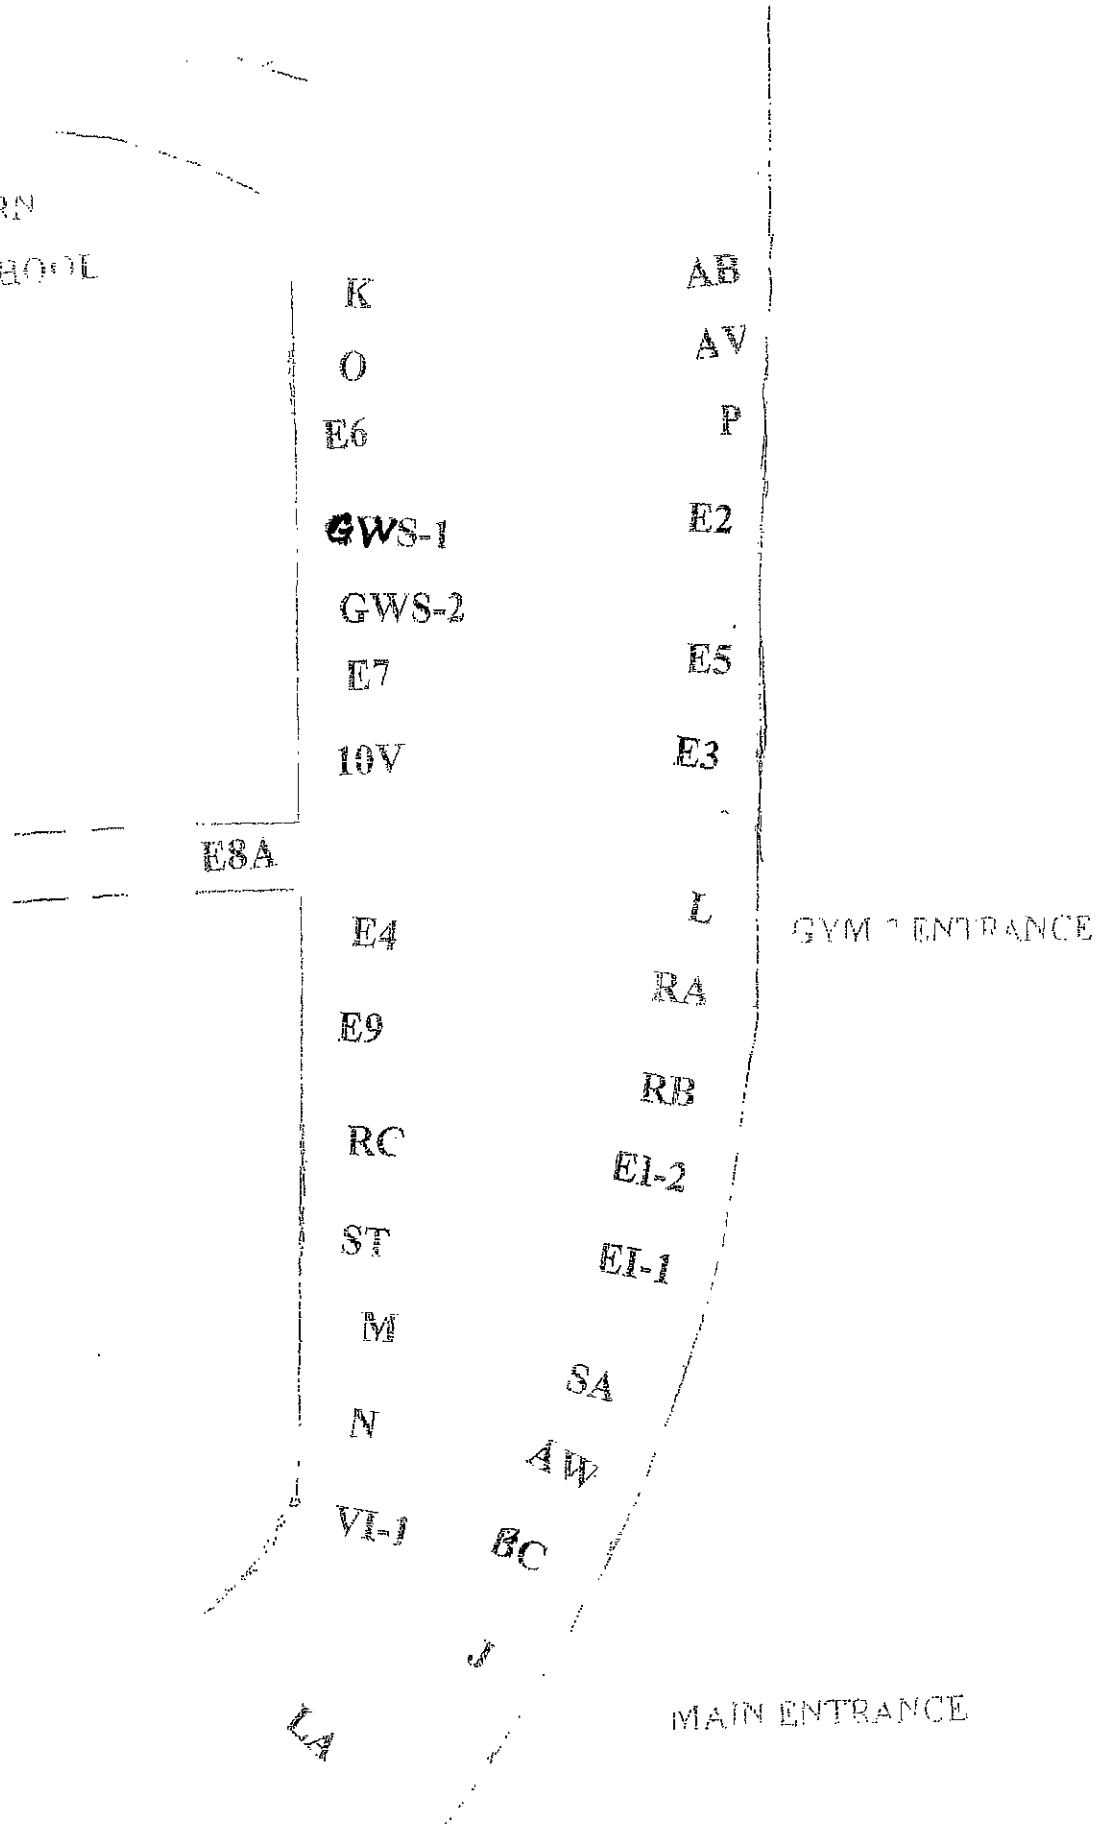 RN
HOOL
K
AB
O
AV
E6
P
GWS-1
E2
GWS-2
E7
E5
10V
E3
E8A
E4
L
GYM ENTRANCE
E9
RA
RC
RB
ST
EI-2
M
EI-1
N
SA
VI-1
AW
BC
J
LA
MAIN ENTRANCE